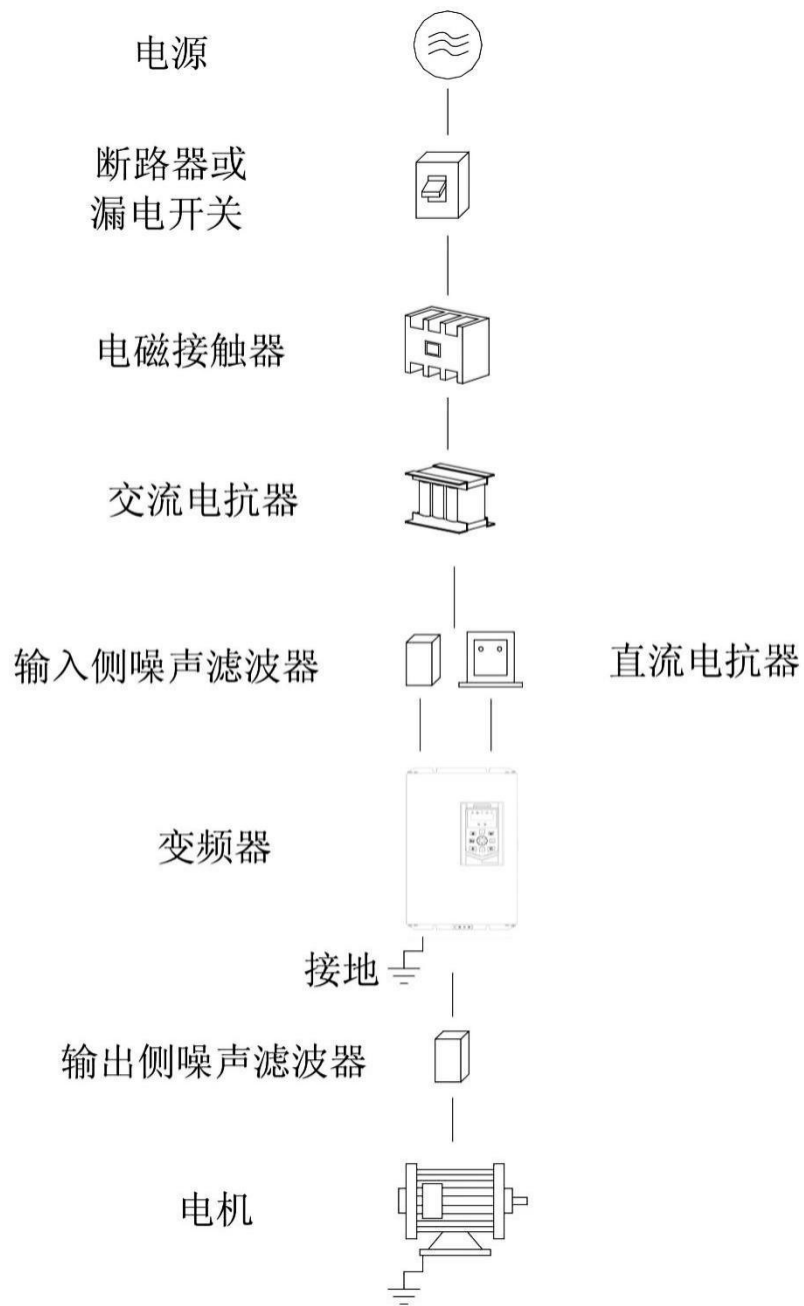 电源
断路器或
漏电开关
电磁接触器
交流电抗器
输入侧噪声滤波器
直流电抗器
变频器
接地
输出侧噪声滤波器
电机